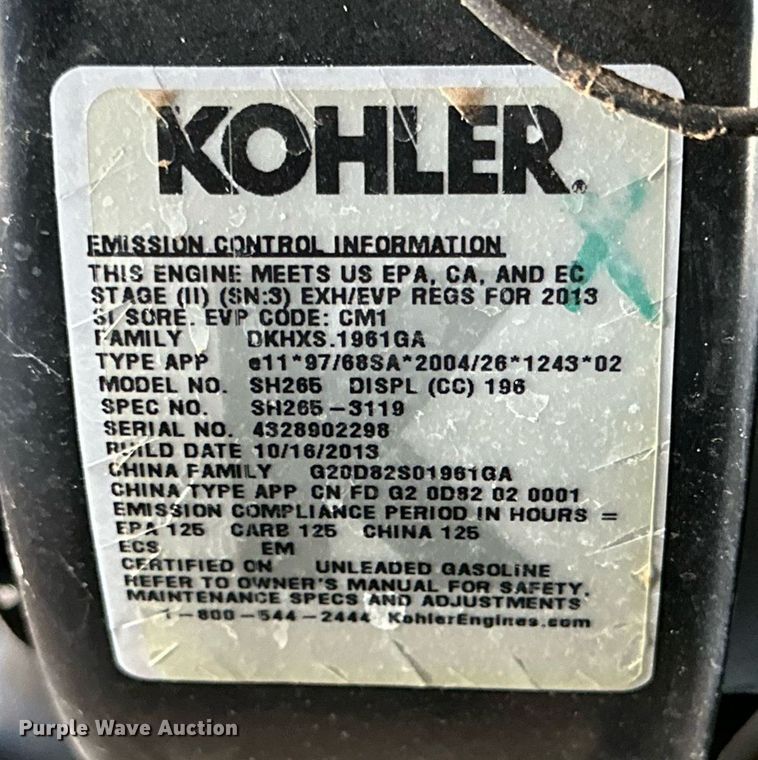 KOHLER®
EMISSION CONTROL INFORMATION
THIS ENGINE MEETS US EPA, CA, AND EC
STAGE (II) (SN:3) EXH/EVP REGS FOR 2013
SI SORE. EVP CODE: CM1
FAMILY DKHXS.1961GA
TYPE APP e11*97/68SA*2004/26*1243*02
MODEL NO. SH265 DISPL (CC) 196
SPEC NO. SH265-3119
SERIAL NO. 4328902298
BUILD DATE 10/16/2013
CHINA FAMILY G20D82S01961GA
CHINA TYPE APP CN FD G2 0D82 02 0001
EMISSION COMPLIANCE PERIOD IN HOURS =
EPA 125 CARB 125 CHINA 125
ECS EM
CERTIFIED ON UNLEADED GASOLINE
REFER TO OWNER'S MANUAL FOR SAFETY,
MAINTENANCE SPECS AND ADJUSTMENTS
1-800-544-2444 KohlerEngines.com
Purple Wave Auction